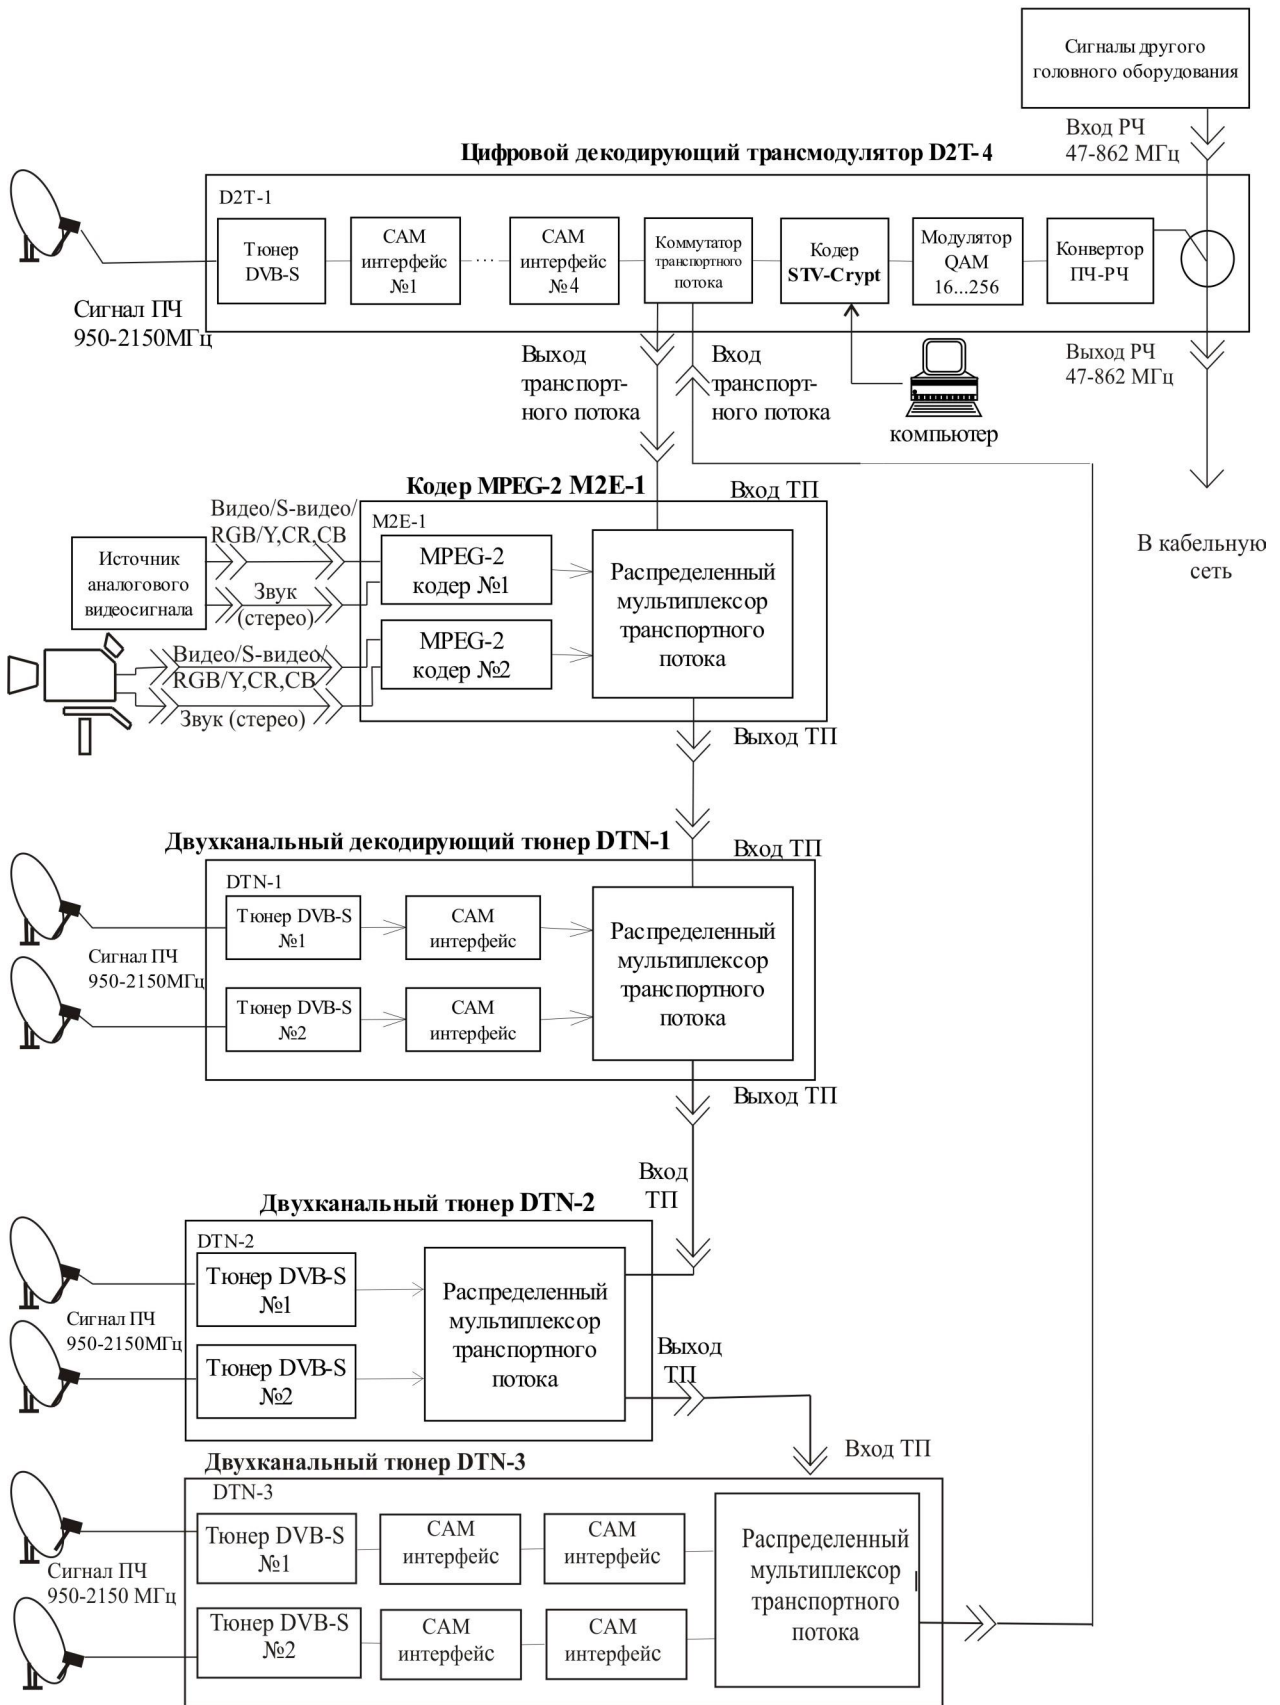 Сигналы другого
головного оборудования
Вход РЧ
47-862 МГц
Цифровой декодирующий трансмодулятор D2T-4
D2T-1
Тюнер
DVB-S
CAM
интерфейс
№1
...
CAM
интерфейс
№4
Коммутатор
транспортного
потока
Кодер
STV-Crypt
Модулятор
QAM
16...256
Конвертор
ПЧ-РЧ
Сигнал ПЧ
950-2150МГц
Выход
транспорт-
ного потока
Вход
транспорт-
ного потока
компьютер
Выход РЧ
47-862 МГц
В кабельную
сеть
Кодер MPEG-2 M2E-1
Вход ТП
Видео/S-видео/
RGB/Y,CR,CB
M2E-1
Источник
аналогового
видеосигнала
Звук
(стерео)
MPEG-2
кодер №1
MPEG-2
кодер №2
Распределенный
мультиплексор
транспортного
потока
Видео/S-видео/
RGB/Y,CR,CB
Звук (стерео)
Выход ТП
Двухканальный декодирующий тюнер DTN-1
Вход ТП
DTN-1
Тюнер DVB-S
№1
CAM
интерфейс
Сигнал ПЧ
950-2150МГц
Тюнер DVB-S
№2
CAM
интерфейс
Распределенный
мультиплексор
транспортного
потока
Выход ТП
Вход
ТП
Двухканальный тюнер DTN-2
DTN-2
Тюнер DVB-S
№1
Сигнал ПЧ
950-2150МГц
Тюнер DVB-S
№2
Распределенный
мультиплексор
транспортного
потока
Выход
ТП
Вход ТП
Двухканальный тюнер DTN-3
DTN-3
Тюнер DVB-S
№1
CAM
интерфейс
CAM
интерфейс
Сигнал ПЧ
950-2150 МГц
Тюнер DVB-S
№2
CAM
интерфейс
CAM
интерфейс
Распределенный
мультиплексор
транспортного
потока